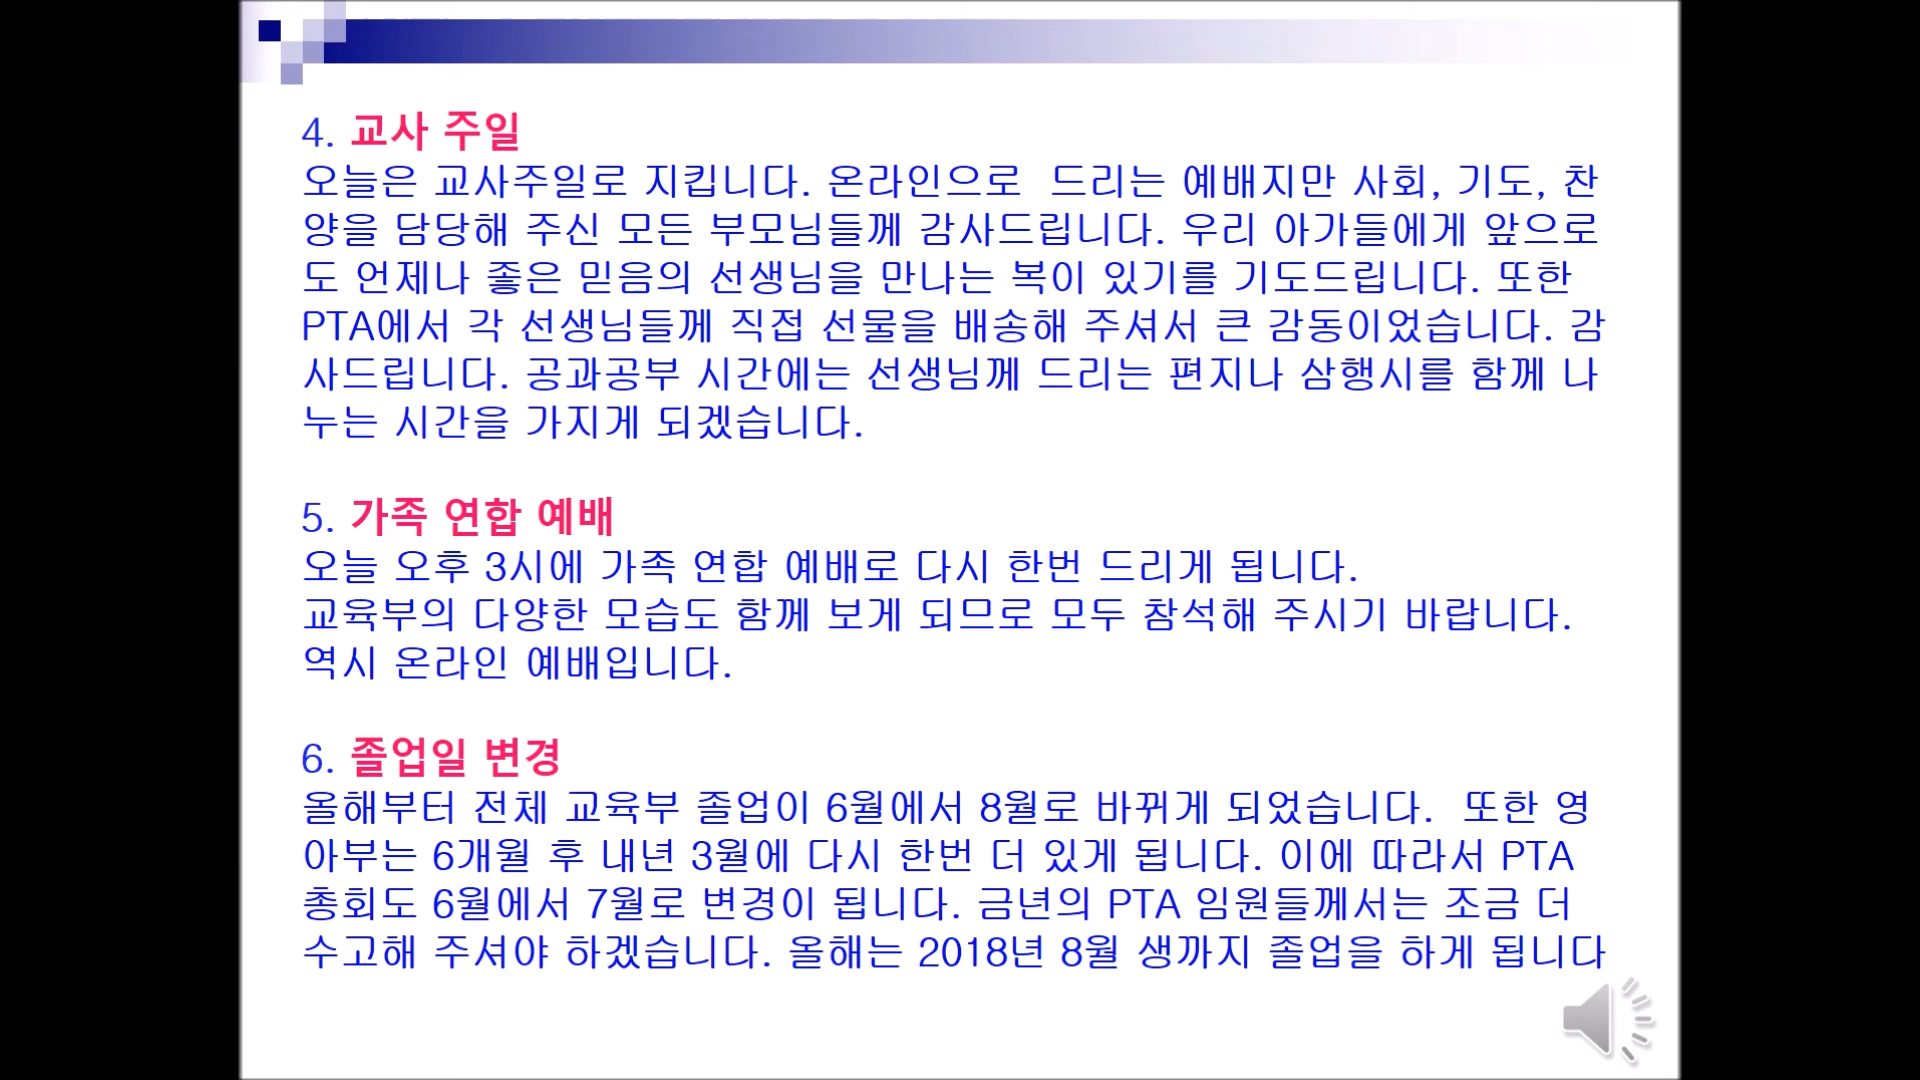 4. 교사 주일
오늘은 교사주일로 지킵니다. 온라인으로  드리는 예배지만 사회, 기도, 찬
양을 담당해 주신 모든 부모님들께 감사드립니다. 우리 아가들에게 앞으로
도 언제나 좋은 믿음의 선생님을 만나는 복이 있기를 기도드립니다. 또한
PTA에서 각 선생님들께 직접 선물을 배송해 주셔서 큰 감동이었습니다. 감
사드립니다. 공과공부 시간에는 선생님께 드리는 편지나 삼행시를 함께 나
누는 시간을 가지게 되겠습니다.
5. 가족 연합 예배
오늘 오후 3시에 가족 연합 예배로 다시 한번 드리게 됩니다.
교육부의 다양한 모습도 함께 보게 되므로 모두 참석해 주시기 바랍니다.
역시 온라인 예배입니다.
6. 졸업일 변경
올해부터 전체 교육부 졸업이 6월에서 8월로 바뀌게 되었습니다.  또한 영
아부는 6개월 후 내년 3월에 다시 한번 더 있게 됩니다. 이에 따라서 PTA
총회도 6월에서 7월로 변경이 됩니다. 금년의 PTA 임원들께서는 조금 더
수고해 주셔야 하겠습니다. 올해는 2018년 8월 생까지 졸업을 하게 됩니다